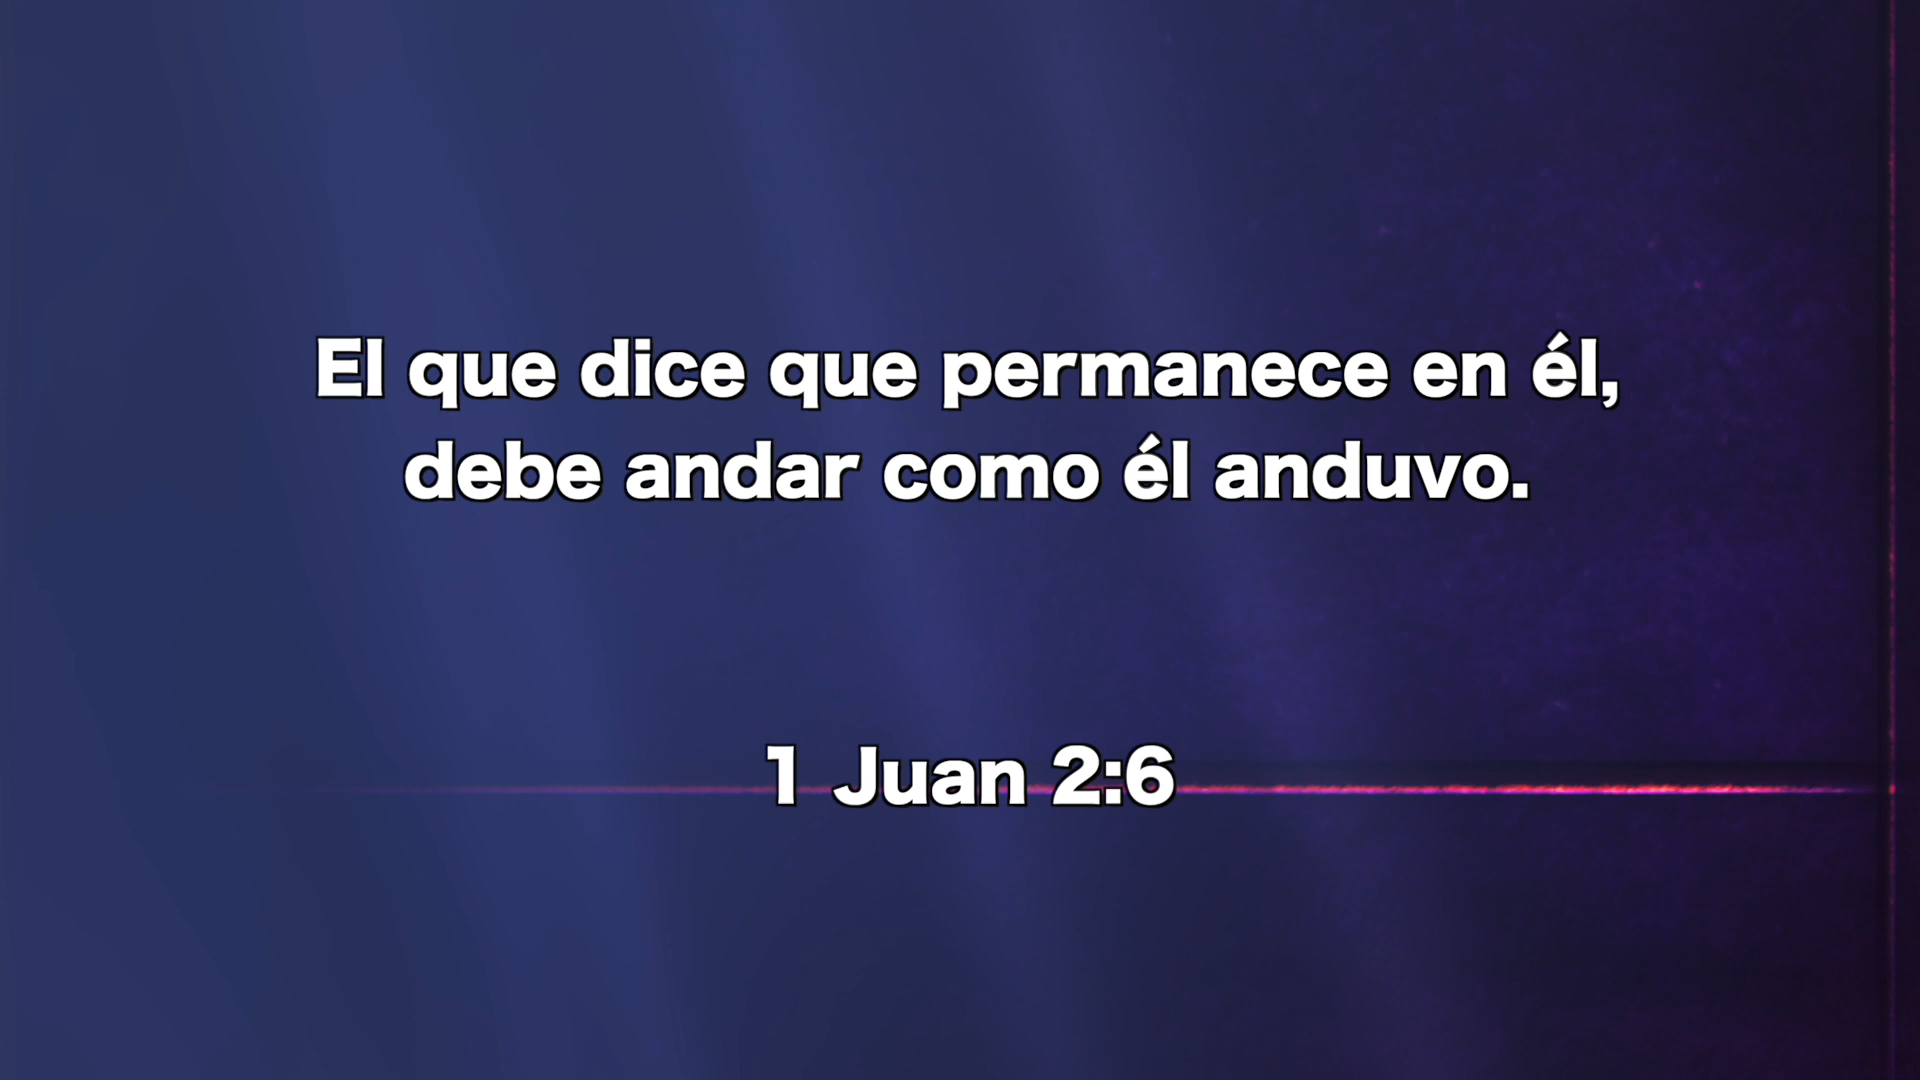 El que dice que permanece en él,
debe andar como él anduvo.
1 Juan 2:6